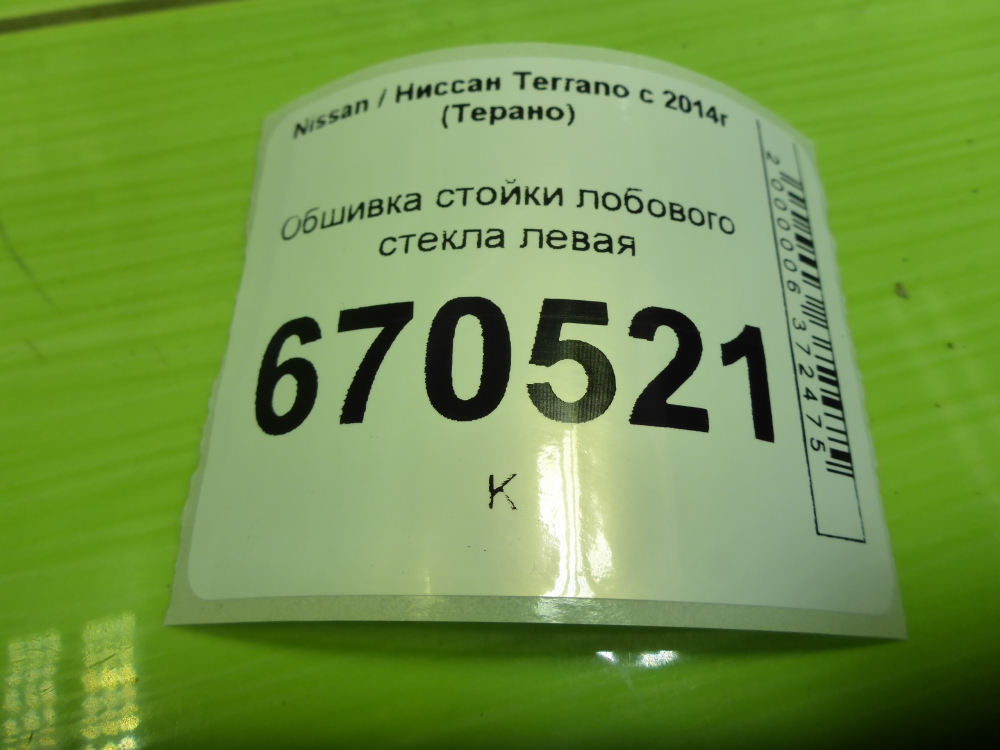 Nissan / Ниссан Terrano с 2014г
(Терано)
Обшивка стойки лобового
стекла левая
670521
К
2000006372475